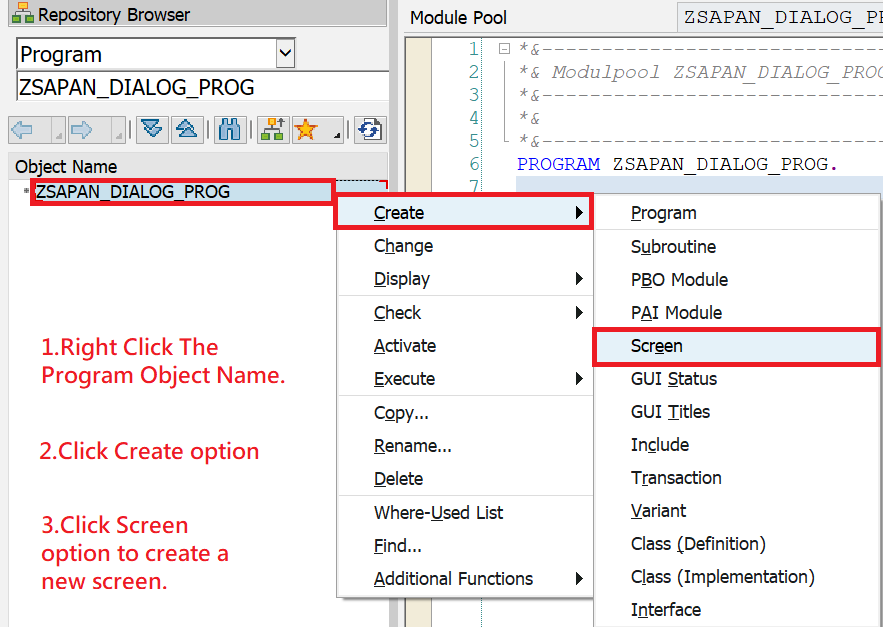 Repository Browser
Program
ZSAPAN_DIALOG_PROG
Object Name
ZSAPAN_DIALOG_PROG
1.Right Click The
Program Object Name.
2.Click Create option
3.Click Screen
option to create a
new screen.
Module Pool
ZSAPAN_DIALOG_PR
1 *&---------------------------------
2 *& Modulpool ZSAPAN_DIALOG_PROG
3 *&---------------------------------
4 *&
5 *&---------------------------------
6 PROGRAM ZSAPAN_DIALOG_PROG.
7
Create
Change
Display
Check
Activate
Execute
Copy...
Rename...
Delete
Where-Used List
Find...
Additional Functions
Program
Subroutine
PBO Module
PAI Module
Screen
GUI Status
GUI Titles
Include
Transaction
Variant
Class (Definition)
Class (Implementation)
Interface